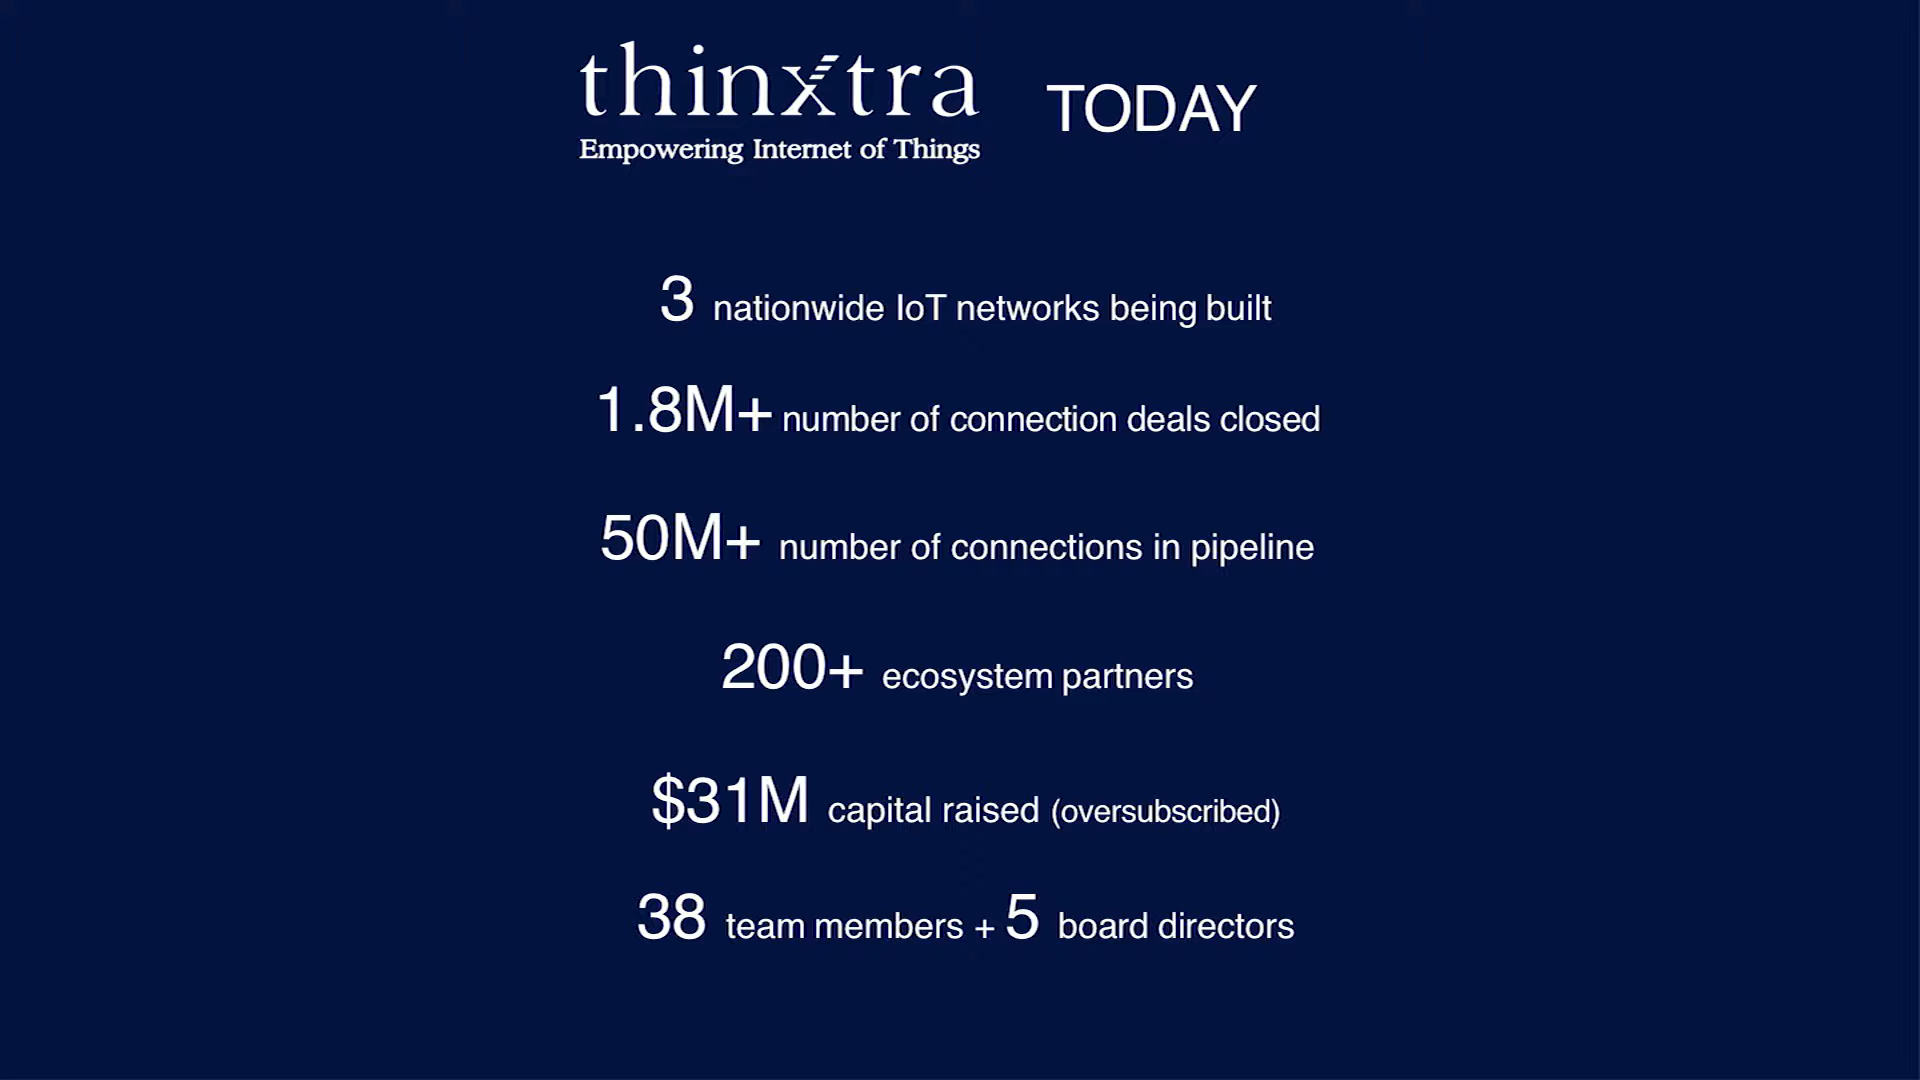 thinxtra TODAY
Empowering Internet of Things
3 nationwide IoT networks being built
1.8M+ number of connection deals closed
50M+ number of connections in pipeline
200+ ecosystem partners
$31M capital raised (oversubscribed)
38 team members + 5 board directors